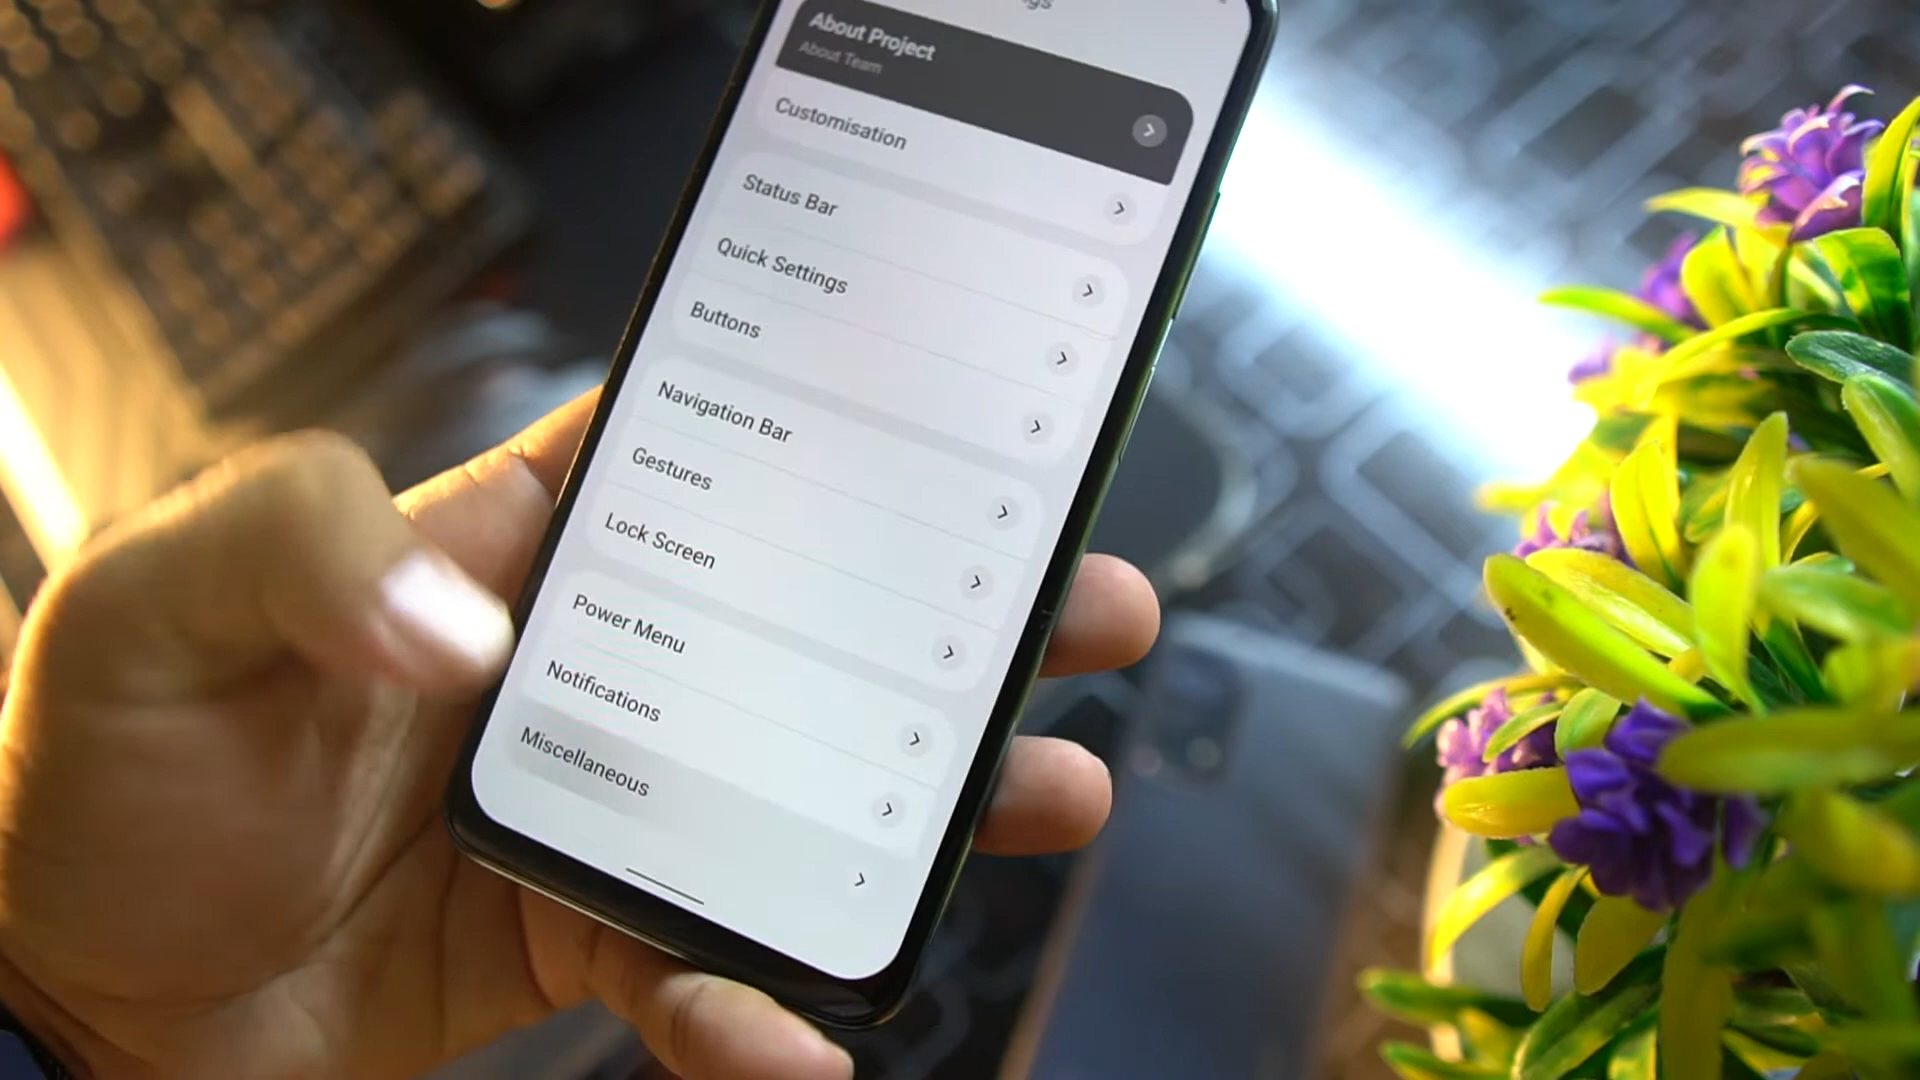 About Project
About Team
Customisation
Status Bar
Quick Settings
Buttons
Navigation Bar
Gestures
Lock Screen
Power Menu
Notifications
Miscellaneous